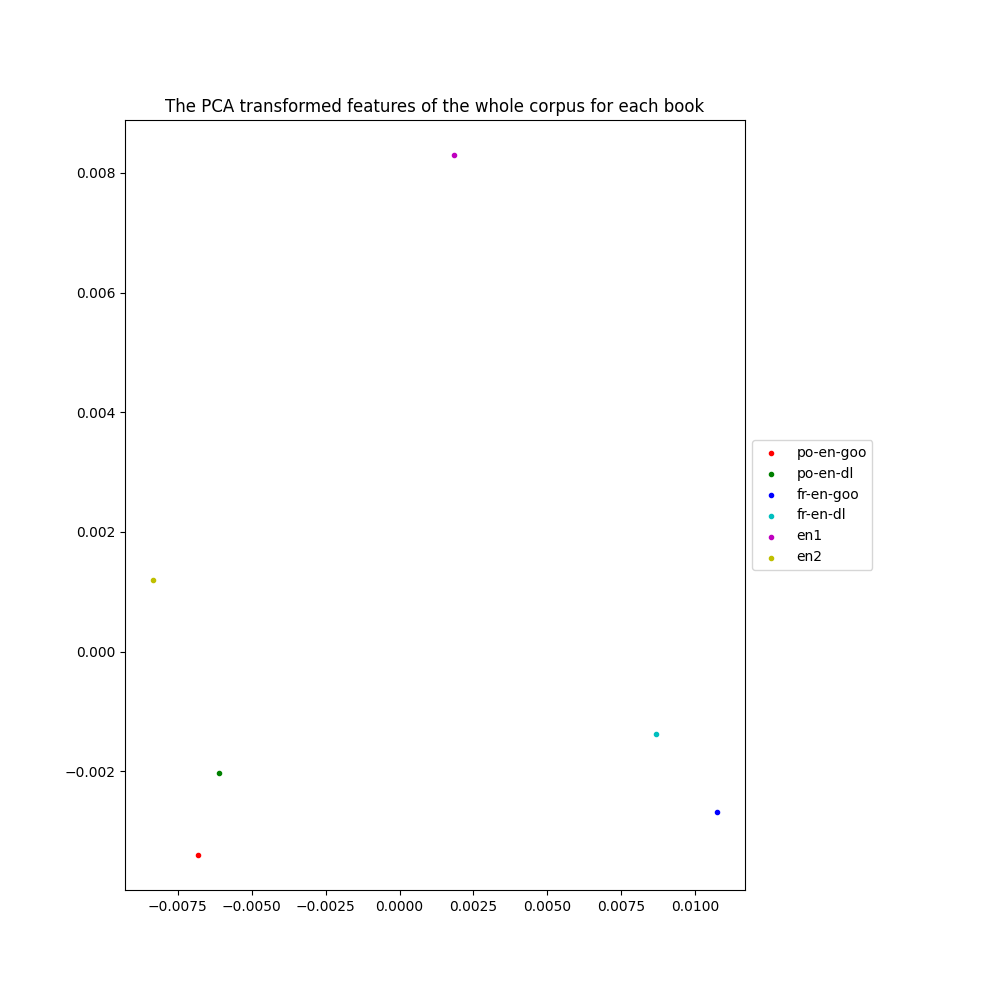 The PCA transformed features of the whole corpus for each book
0.008
0.006
0.004
0.002
0.000
−0.002
−0.0075 −0.0050 −0.0025 0.0000 0.0025 0.0050 0.0075 0.0100
po-en-goo
po-en-dl
fr-en-goo
fr-en-dl
en1
en2